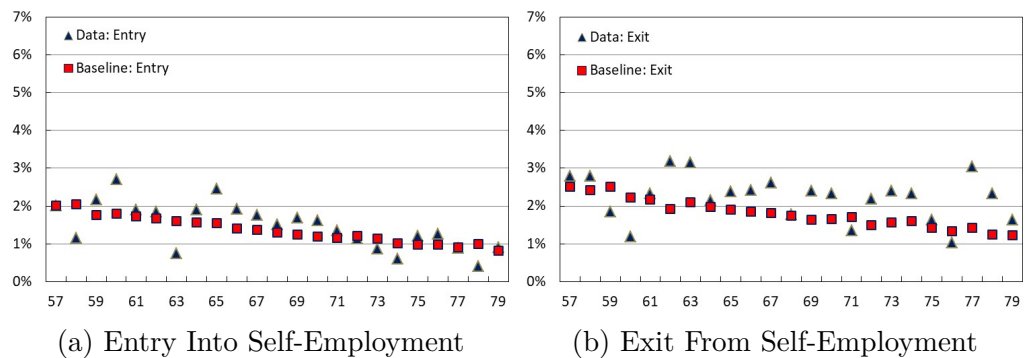 7%
6%
5%
4%
3%
2%
1%
0%
Data: Entry
Baseline: Entry
57 59 61 63 65 67 69 71 73 75 77 79
(a) Entry Into Self-Employment
7%
6%
5%
4%
3%
2%
1%
0%
Data: Exit
Baseline: Exit
57 59 61 63 65 67 69 71 73 75 77 79
(b) Exit From Self-Employment